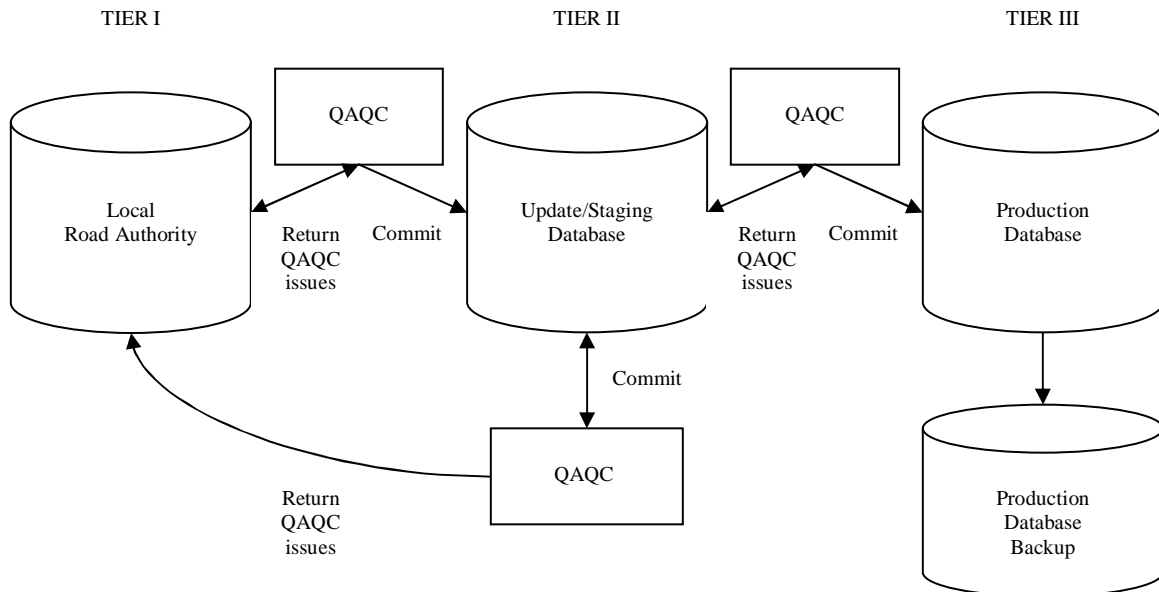 TIER I
TIER II
TIER III
QAQC
QAQC
Local
Road Authority
Update/Staging
Database
Production
Database
Return
QAQC
issues
Commit
Return
QAQC
issues
Commit
Commit
QAQC
Return
QAQC
issues
Production
Database
Backup